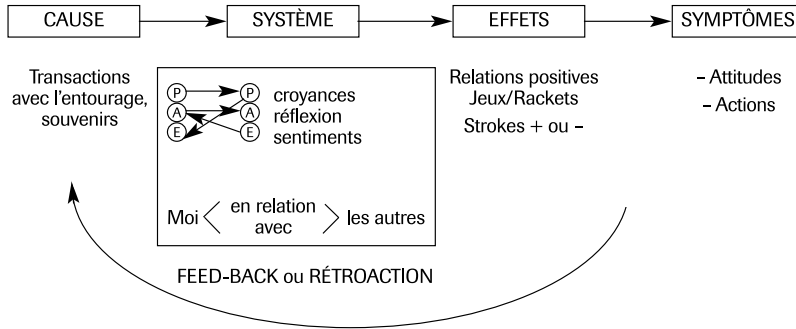 CAUSE
SYSTÈME
EFFETS
SYMPTÔMES
Transactions
avec l'entourage,
souvenirs
P P croyances
A A réflexion
E E sentiments
Moi < en relation avec > les autres
Relations positives
Jeux/Rackets
Strokes + ou –
– Attitudes
– Actions
FEED-BACK ou RÉTROACTION